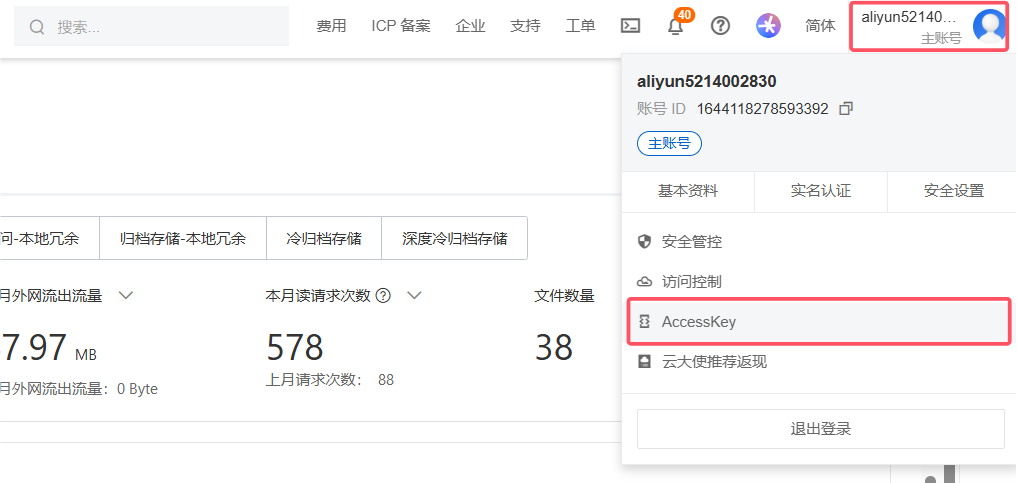 搜索...
费用
ICP 备案
企业
支持
工单
40
简体
aliyun52140...
主账号
aliyun5214002830
账号 ID 1644118278593392
主账号
基本资料
实名认证
安全设置
安全管控
访问控制
AccessKey
云大使推荐返现
退出登录
问-本地冗余
归档存储-本地冗余
冷归档存储
深度冷归档存储
月外网流出流量
本月读请求次数
文件数量
7.97 MB
578
38
月外网流出流量： 0 Byte
上月请求次数： 88